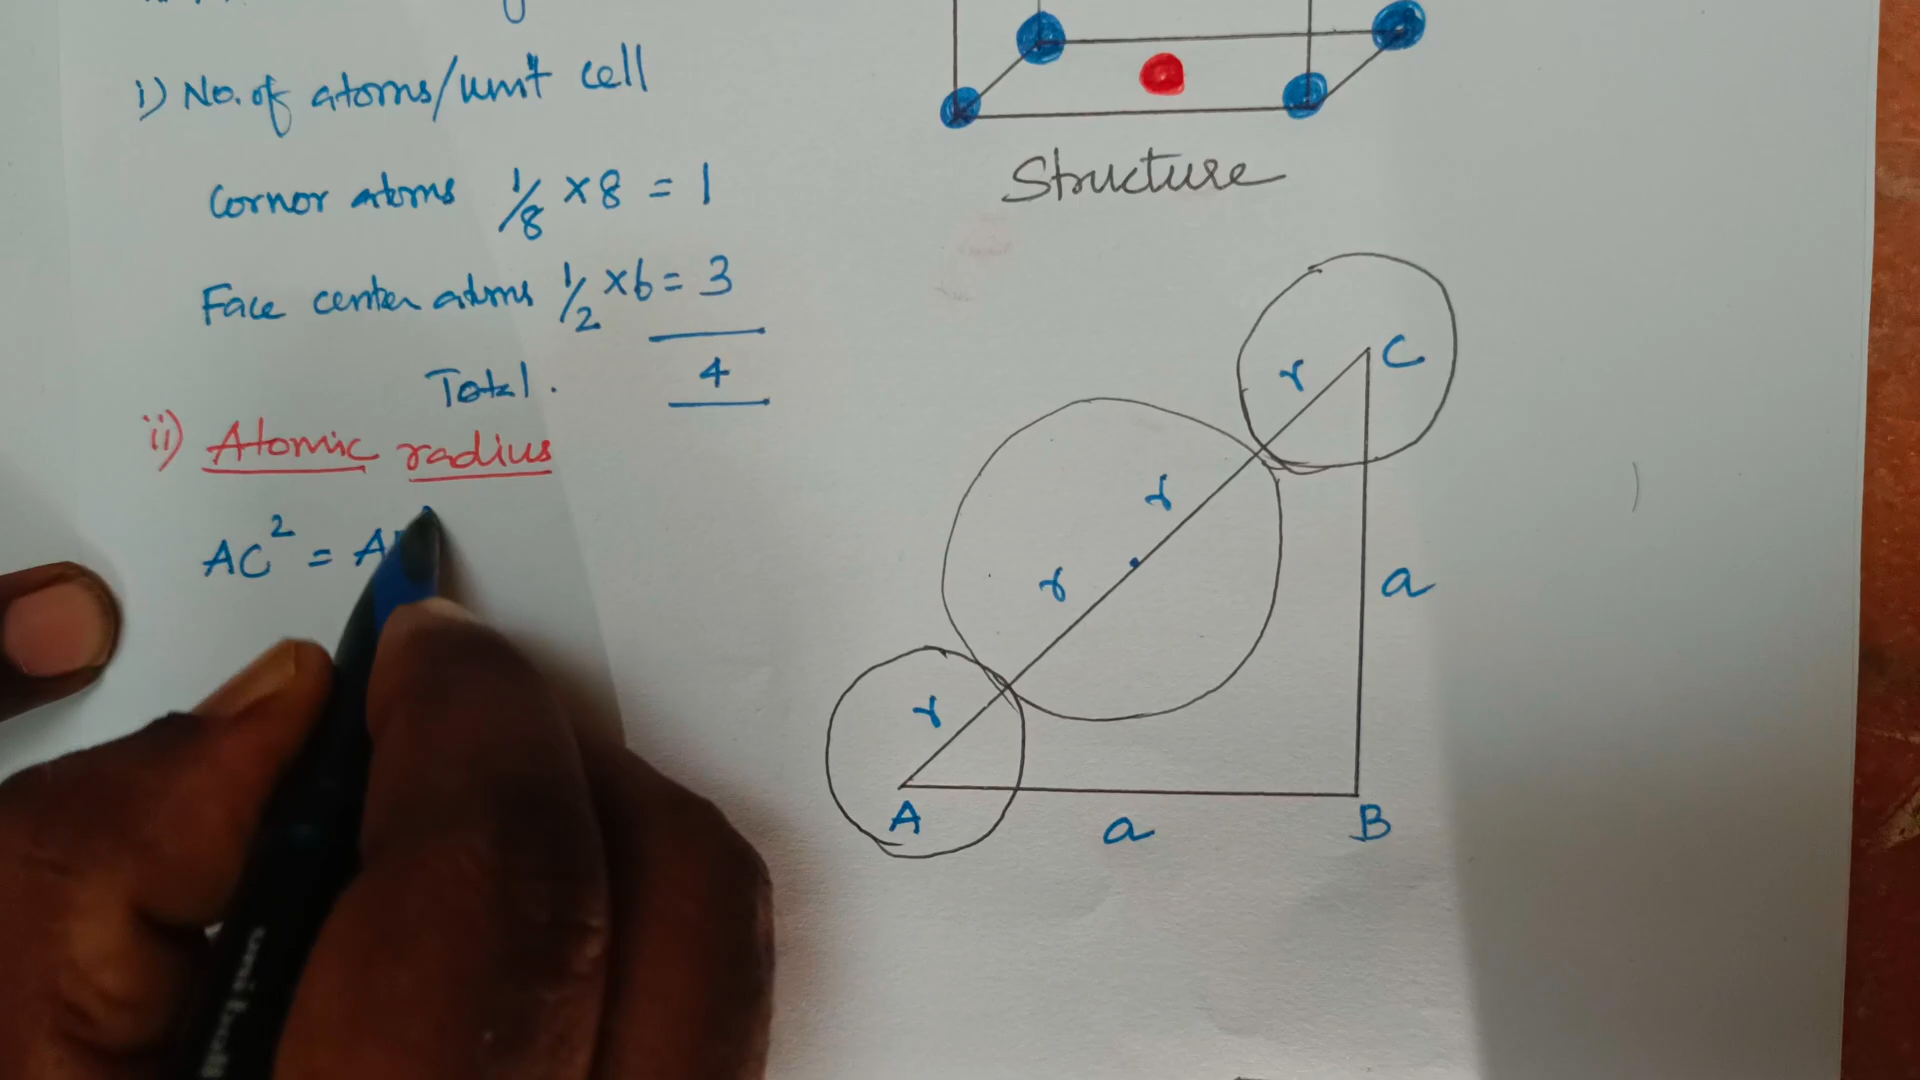 i) No. of atoms/unit cell
Cornor atoms 1/8 × 8 = 1
Face center atoms 1/2 × 6 = 3
Total. 4
ii) Atomic radius
AC² = A
Structure
C
r
r
a
r
r
A
a
B